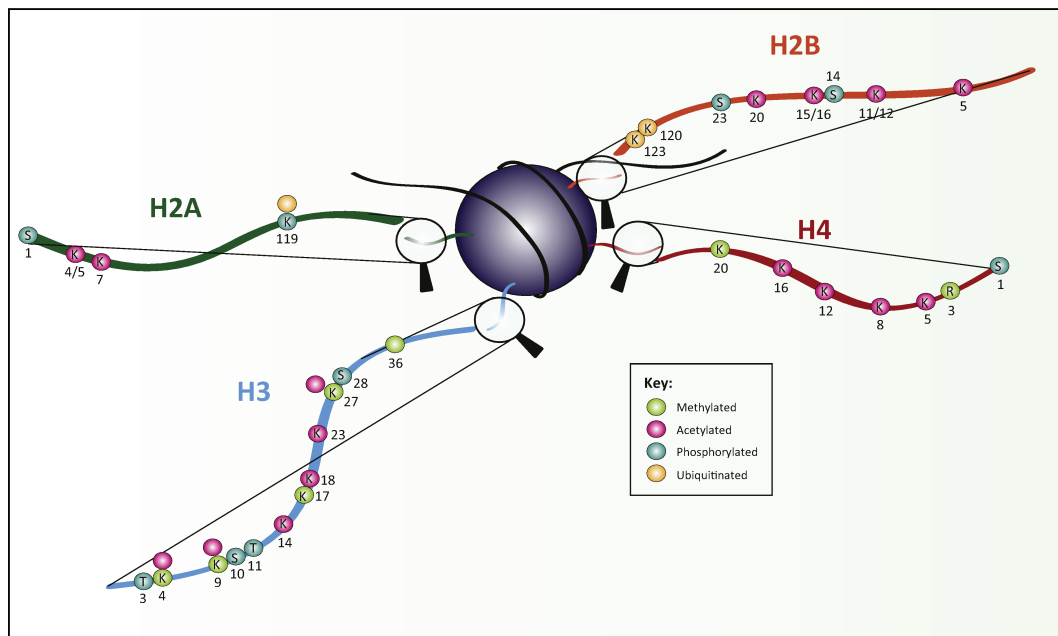 H2B
14
S
K
K
S
K
K
23
20
15/16
11/12
5
K
120
K
123
H2A
K
119
S
1
K
K
4/5
7
H4
K
20
K
16
K
12
K
8
K
5
R
3
S
1
H3
36
S
28
K
27
K
23
K
18
K
17
K
14
T
11
S
10
K
9
K
4
T
3
Key:
Methylated
Acetylated
Phosphorylated
Ubiquitinated